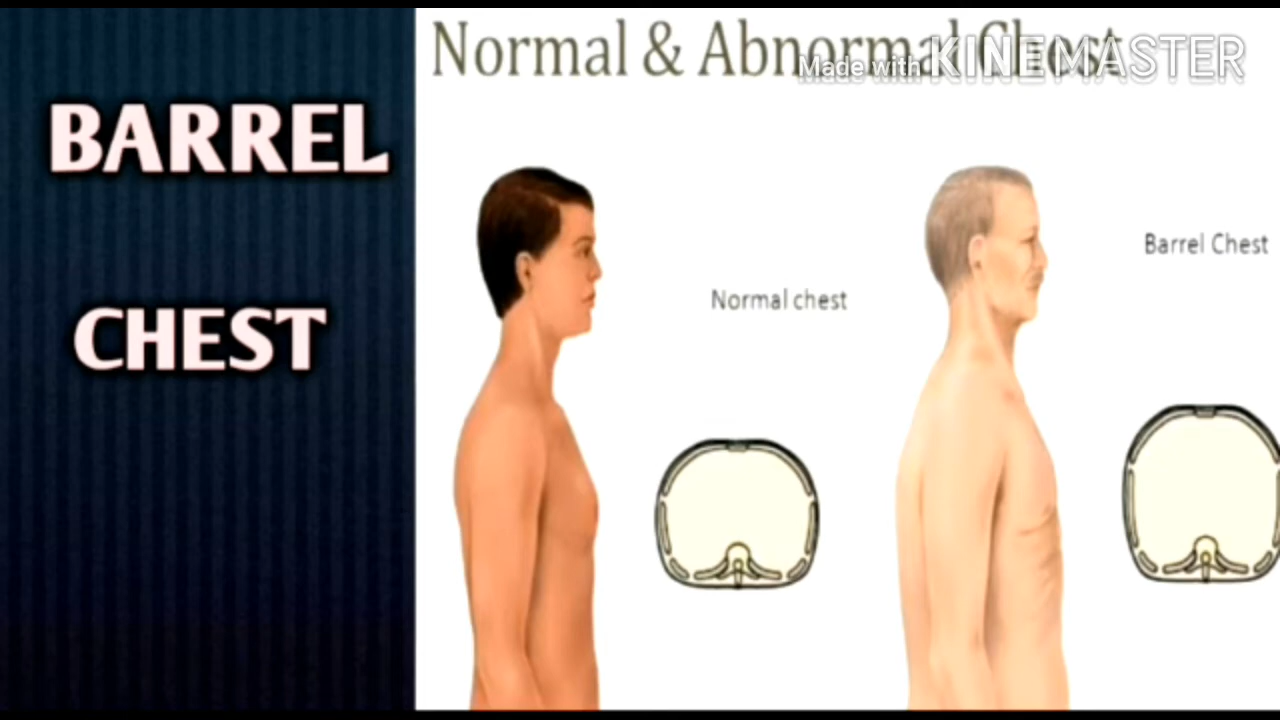 BARREL
CHEST
Normal & Abnormal Chest
Made with KINEMASTER
Normal chest
Barrel Chest